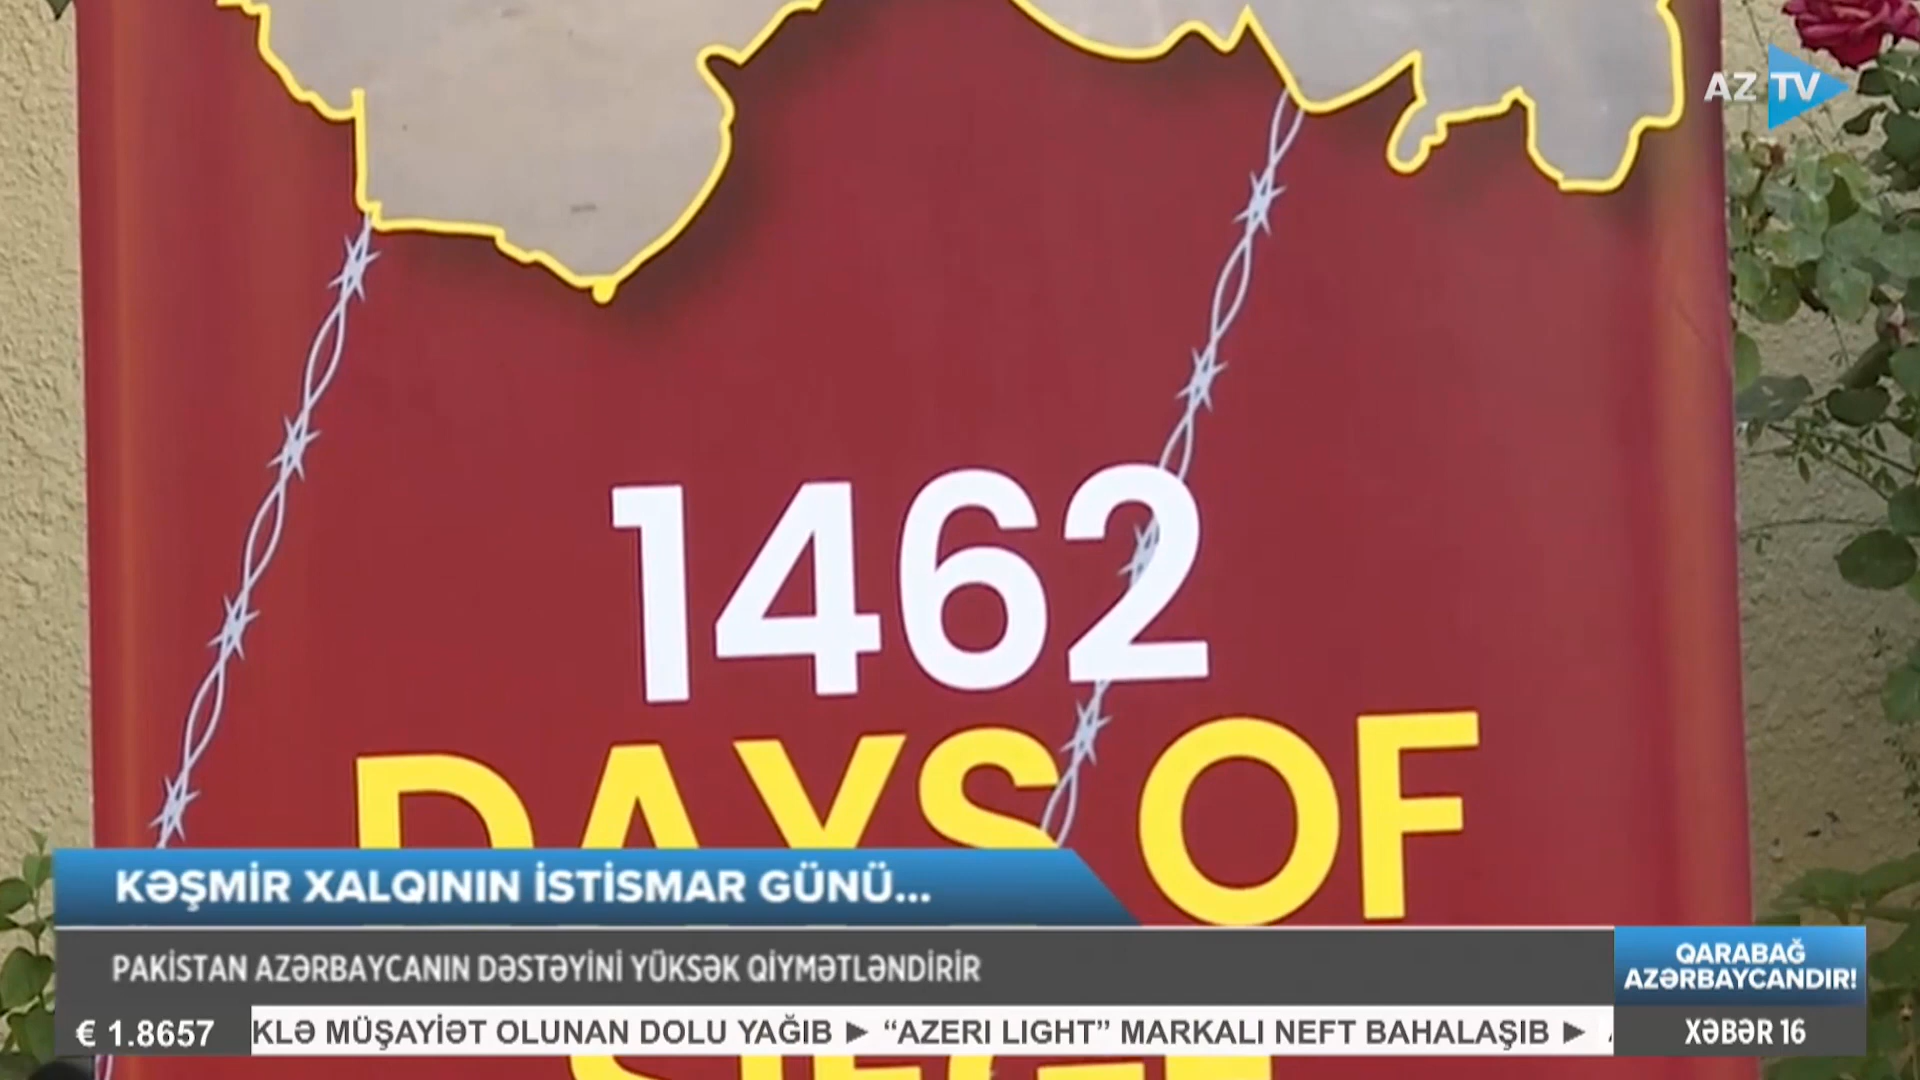 AZ TV
1462
DAYS OF
SIEGE
KƏŞMİR XALQININ İSTİSMAR GÜNÜ...
PAKİSTAN AZƏRBAYCANIN DƏSTƏYİNİ YÜKSƏK QİYMƏTLƏNDİRİR
QARABAĞ
AZƏRBAYCANDIR!
€ 1.8657
KLƏ MÜŞAYİƏT OLUNAN DOLU YAĞIB ► “AZERI LIGHT” MARKALI NEFT BAHALAŞIB ►
XƏBƏR 16